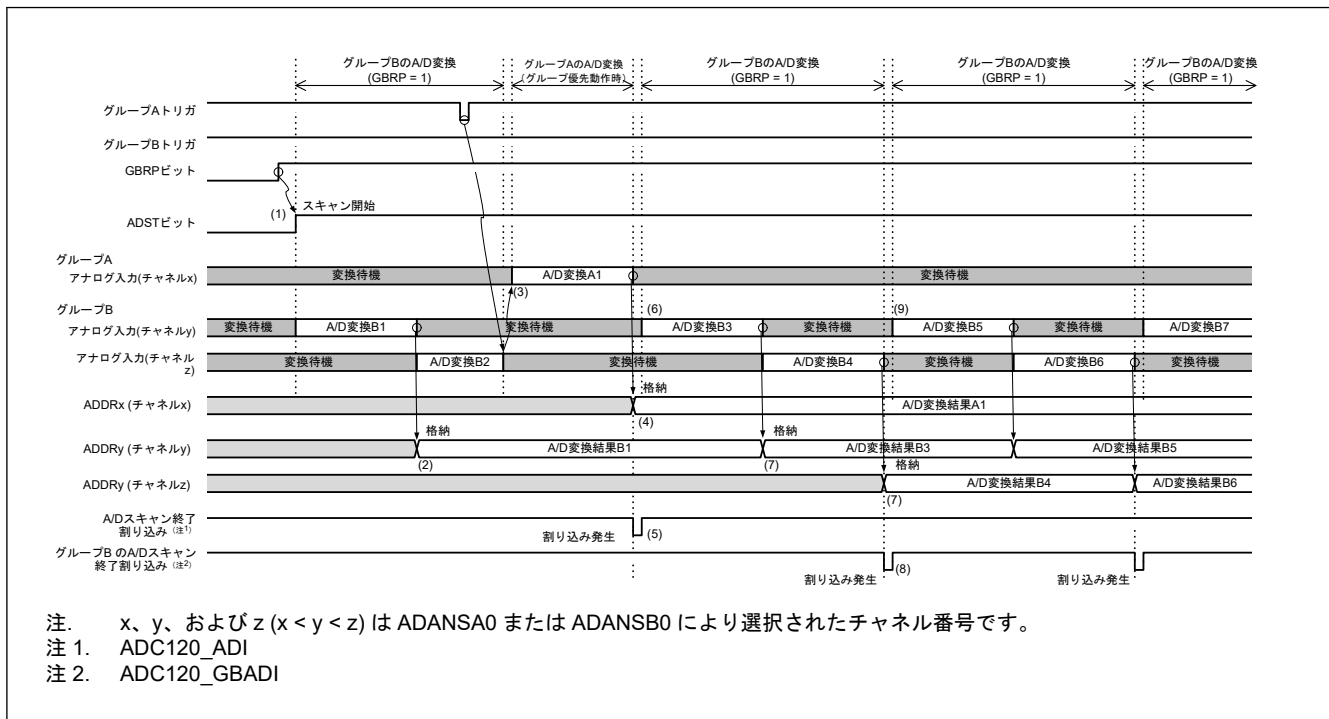 グループBのA/D変換
(GBRP = 1)
グループAのA/D変換
(グループ優先動作時)
グループBのA/D変換
(GBRP = 1)
グループBのA/D変換
(GBRP = 1)
グループBのA/D変換
(GBRP = 1)
グループAトリガ
グループBトリガ
GBRPビット
(1)
スキャン開始
ADSTビット
グループA
アナログ入力(チャネルx)
変換待機
A/D変換A1
変換待機
(3)
グループB
(6)
(9)
アナログ入力(チャネルy)
変換待機
A/D変換B1
変換待機
A/D変換B3
変換待機
A/D変換B5
変換待機
A/D変換B7
アナログ入力(チャネル
z)
変換待機
A/D変換B2
変換待機
A/D変換B4
変換待機
A/D変換B6
変換待機
格納
ADDRx (チャネルx)
A/D変換結果A1
(4)
格納
格納
ADDRy (チャネルy)
A/D変換結果B1
A/D変換結果B3
A/D変換結果B5
(2)
(7)
格納
ADDRy (チャネルz)
A/D変換結果B4
A/D変換結果B6
(7)
A/Dスキャン終了
割り込み (注1)
割り込み発生
(5)
グループB のA/Dスキャン
終了割り込み (注2)
(8)
割り込み発生
割り込み発生
注. x、y、および z (x < y < z) は ADANSA0 または ADANSB0 により選択されたチャネル番号です。
注 1. ADC120_ADI
注 2. ADC120_GBADI